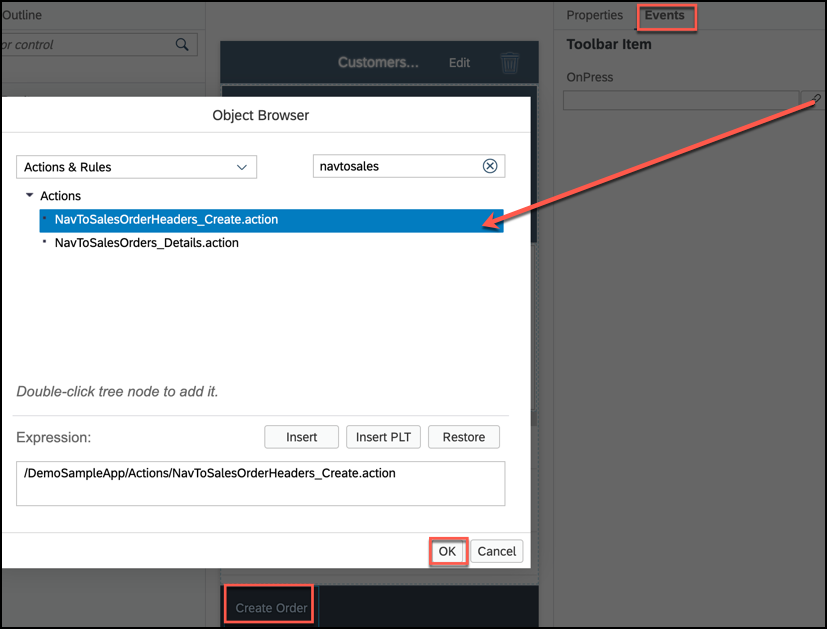 Outline
or control
Customers...
Edit
Properties
Events
Toolbar Item
OnPress
Object Browser
Actions & Rules
navtosales
Actions
NavToSalesOrderHeaders_Create.action
NavToSalesOrders_Details.action
Double-click tree node to add it.
Expression:
Insert
Insert PLT
Restore
/DemoSampleApp/Actions/NavToSalesOrderHeaders_Create.action
OK
Cancel
Create Order